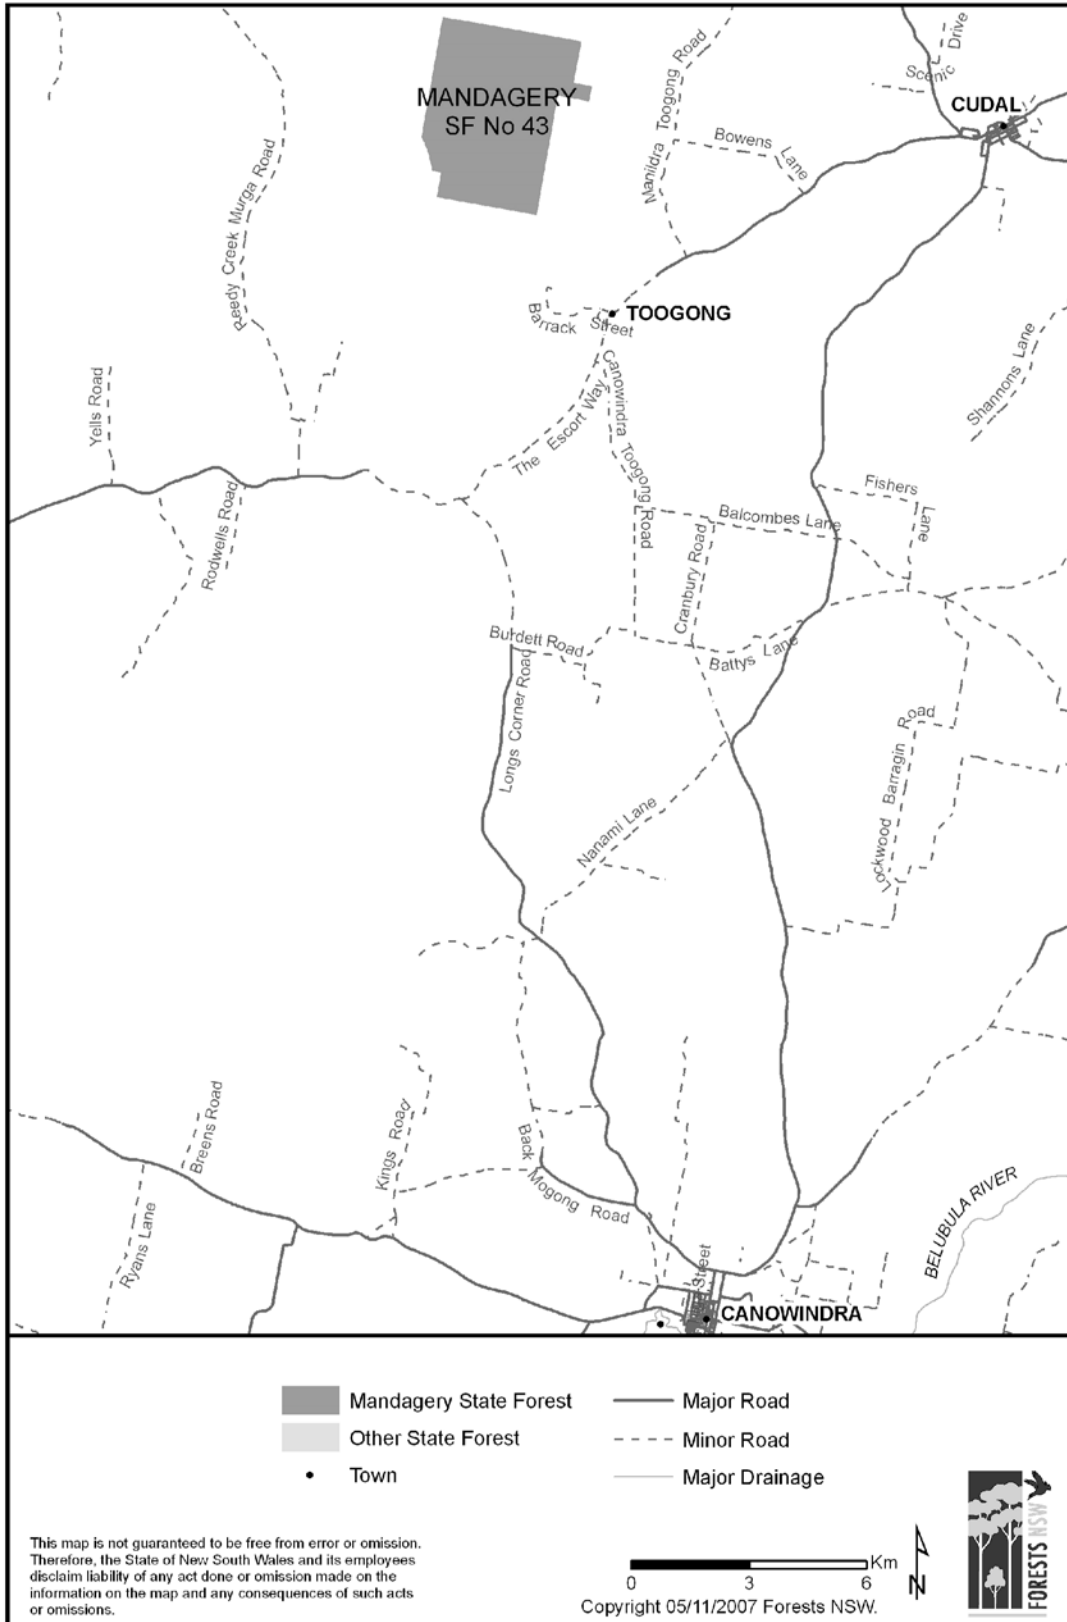 MANDAGERY
SF No 43
Manildra Toogong Road
Scenic
Drive
CUDAL
Bowens Lane
Reedy Creek Murga Road
TOOGONG
Barrack Street
Shannons Lane
Yells Road
The Escort Way
Canowindra Toogong Road
Rodwells Road
Fishers
Lane
Balcombes Lane
Cranbury Road
Burdett Road
Battys Lane
Longs Corner Road
Lockwood Barragin Road
Nanami Lane
Breens Road
Kings Road
Back
Mogong Road
Ryans Lane
BELUBULA RIVER
Street
CANOWINDRA
Mandagery State Forest
Major Road
Other State Forest
Minor Road
Town
Major Drainage
This map is not guaranteed to be free from error or omission.
Therefore, the State of New South Wales and its employees
disclaim liability of any act done or omission made on the
information on the map and any consequences of such acts
or omissions.
Km
0 3 6
Copyright 05/11/2007 Forests NSW.
N
FORESTS NSW